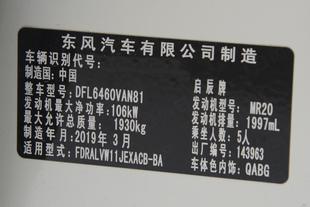 东风汽车有限公司制造
车辆识别代号：
制造国：中国 启辰牌
整车型号：DFL6460VAN81 发动机型号：MR20
发动机最大净功率：106kW 发动机排量：1997mL
最大允许总质量：1930kg 乘坐人数：5人
制造年月：2019年3月 出厂编号：143963
适用型式：FDRALVW11JEXACB-BA 车体色内饰：QABG